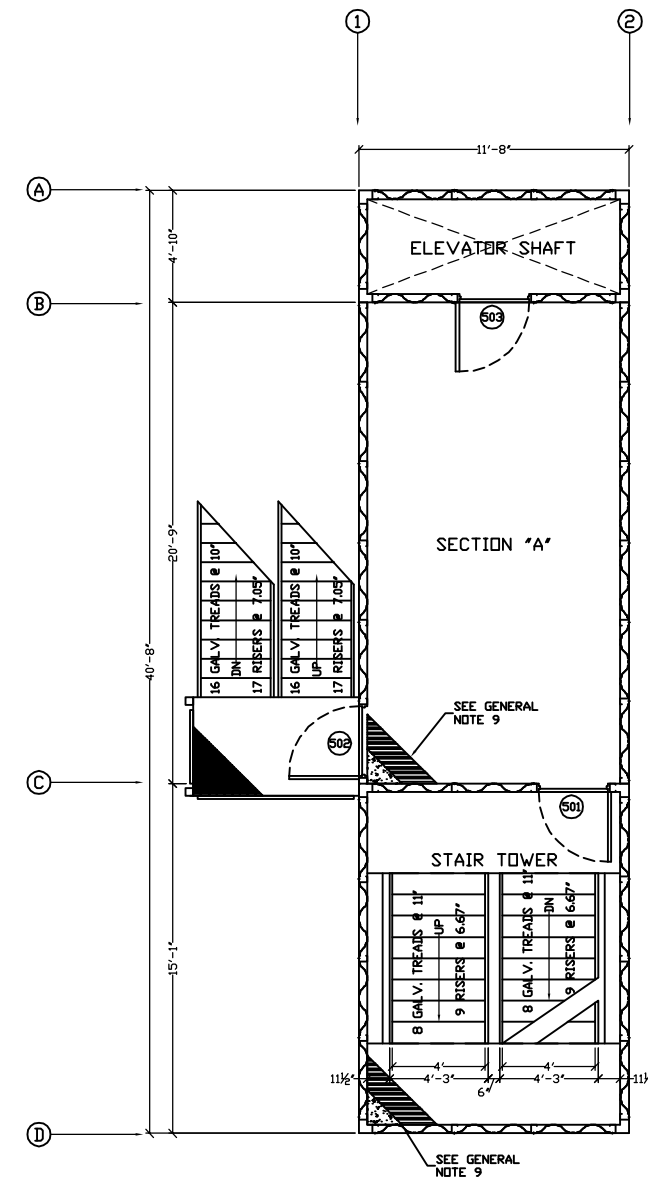 1
2
11'-8"
A
ELEVATOR SHAFT
4'-10"
B
503
20'-9"
SECTION "A"
16 GALV. TREADS @ 10"
DN
17 RISERS @ 7.05"
16 GALV. TREADS @ 10"
UP
17 RISERS @ 7.05"
40'-8"
SEE GENERAL
NOTE 9
502
C
501
STAIR TOWER
8 GALV. TREADS @ 11"
UP
9 RISERS @ 6.67"
8 GALV. TREADS @ 11"
DN
9 RISERS @ 6.67"
15'-1"
4'
4'
11½"
4'-3"
6"
4'-3"
D
SEE GENERAL
NOTE 9